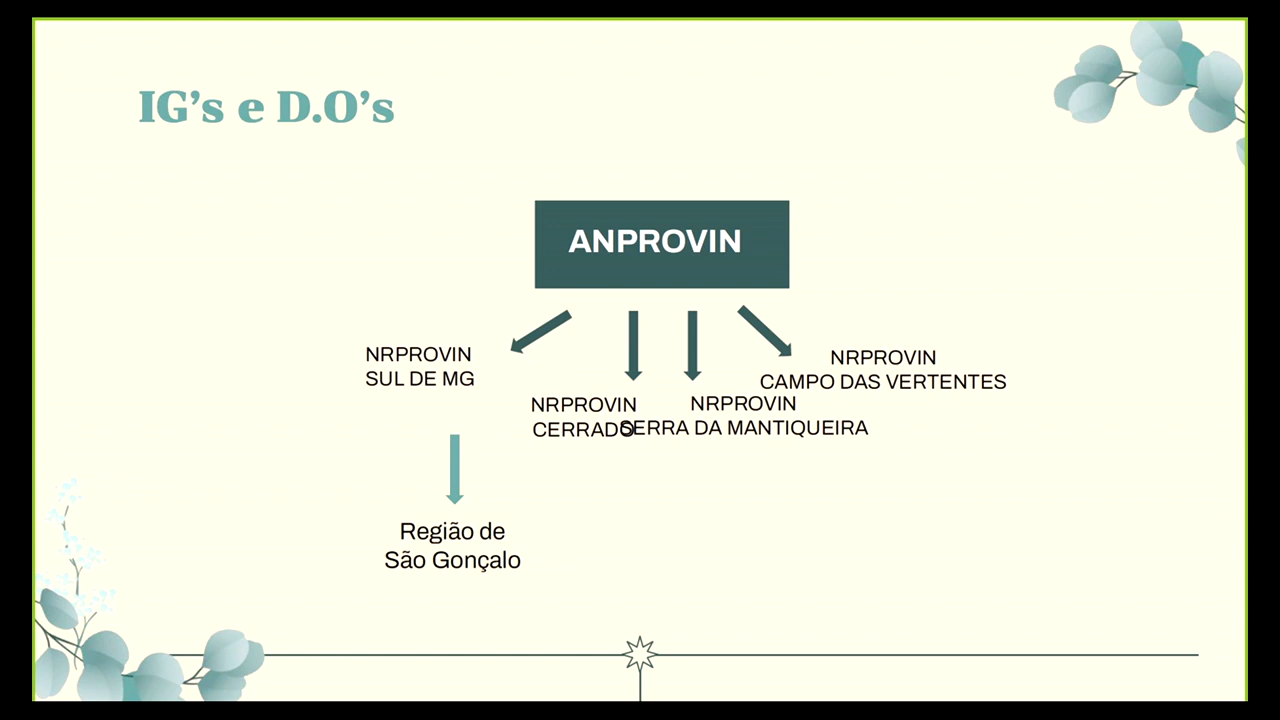 IG's e D.O's
ANPROVIN
NRPROVIN
SUL DE MG
NRPROVIN
CERRADO
NRPROVIN
SERRA DA MANTIQUEIRA
NRPROVIN
CAMPO DAS VERTENTES
Região de
São Gonçalo